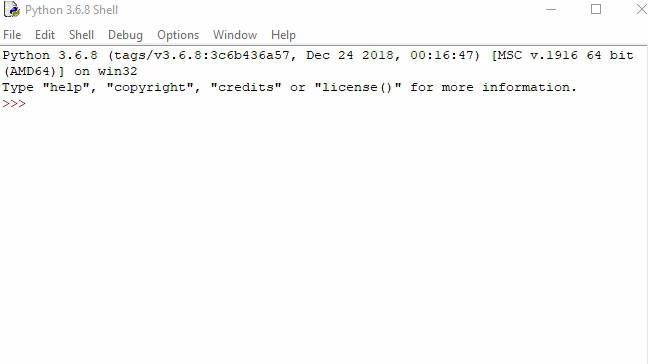 Python 3.6.8 Shell
File Edit Shell Debug Options Window Help
Python 3.6.8 (tags/v3.6.8:3c6b436a57, Dec 24 2018, 00:16:47) [MSC v.1916 64 bit
(AMD64)] on win32
Type "help", "copyright", "credits" or "license()" for more information.
>>>